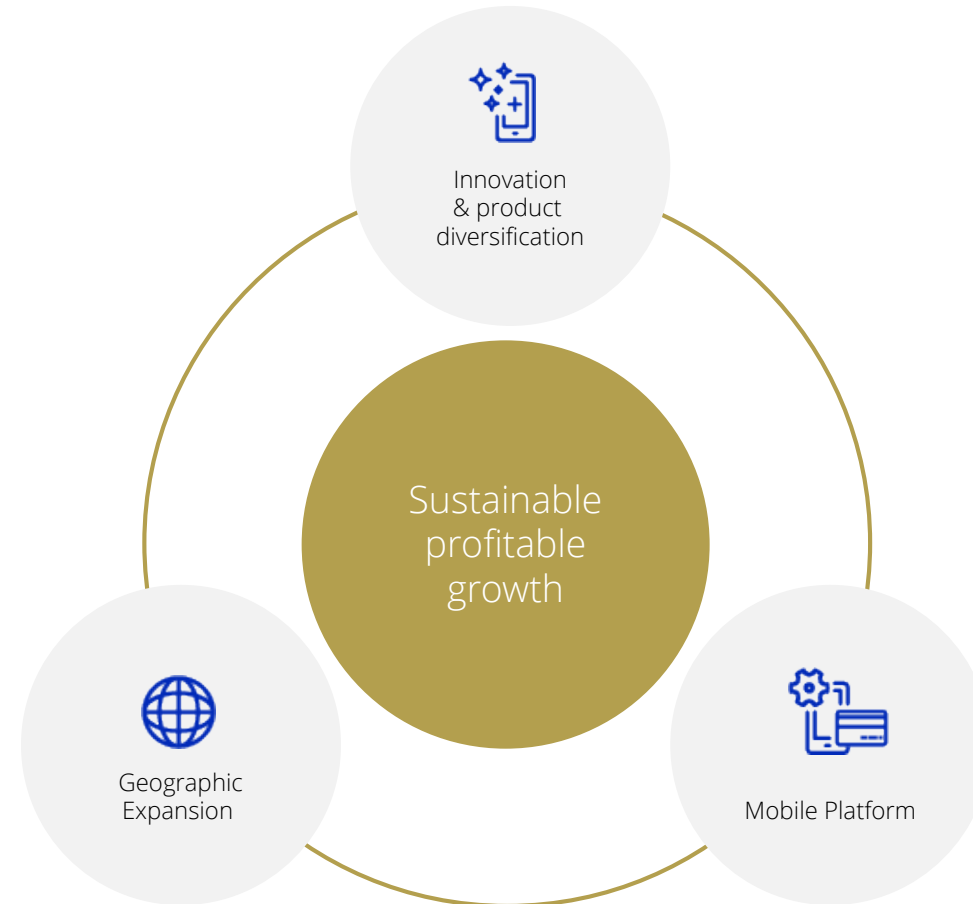 Innovation
& product
diversification
Sustainable
profitable
growth
Geographic
Expansion
Mobile Platform